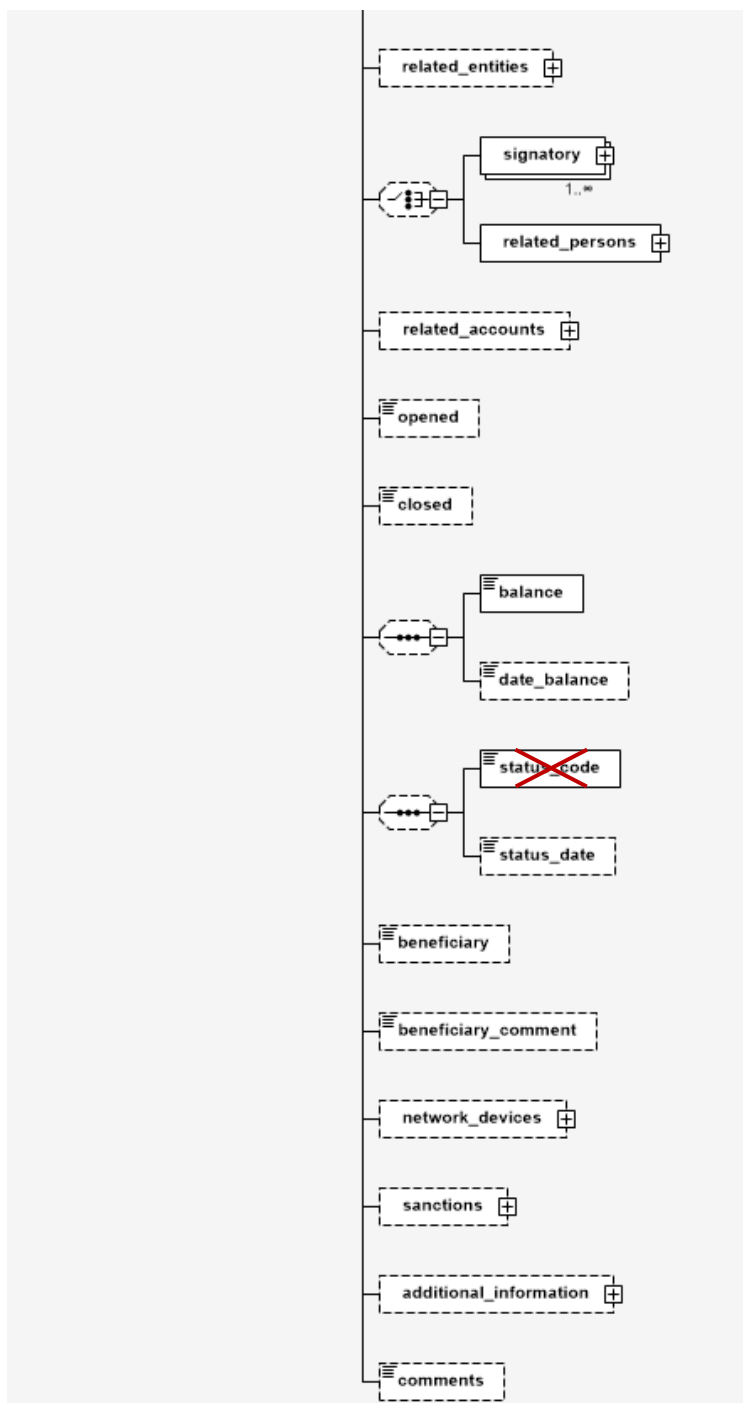 related_entities
signatory
1..∞
related_persons
related_accounts
opened
closed
balance
date_balance
status_code
status_date
beneficiary
beneficiary_comment
network_devices
sanctions
additional_information
comments